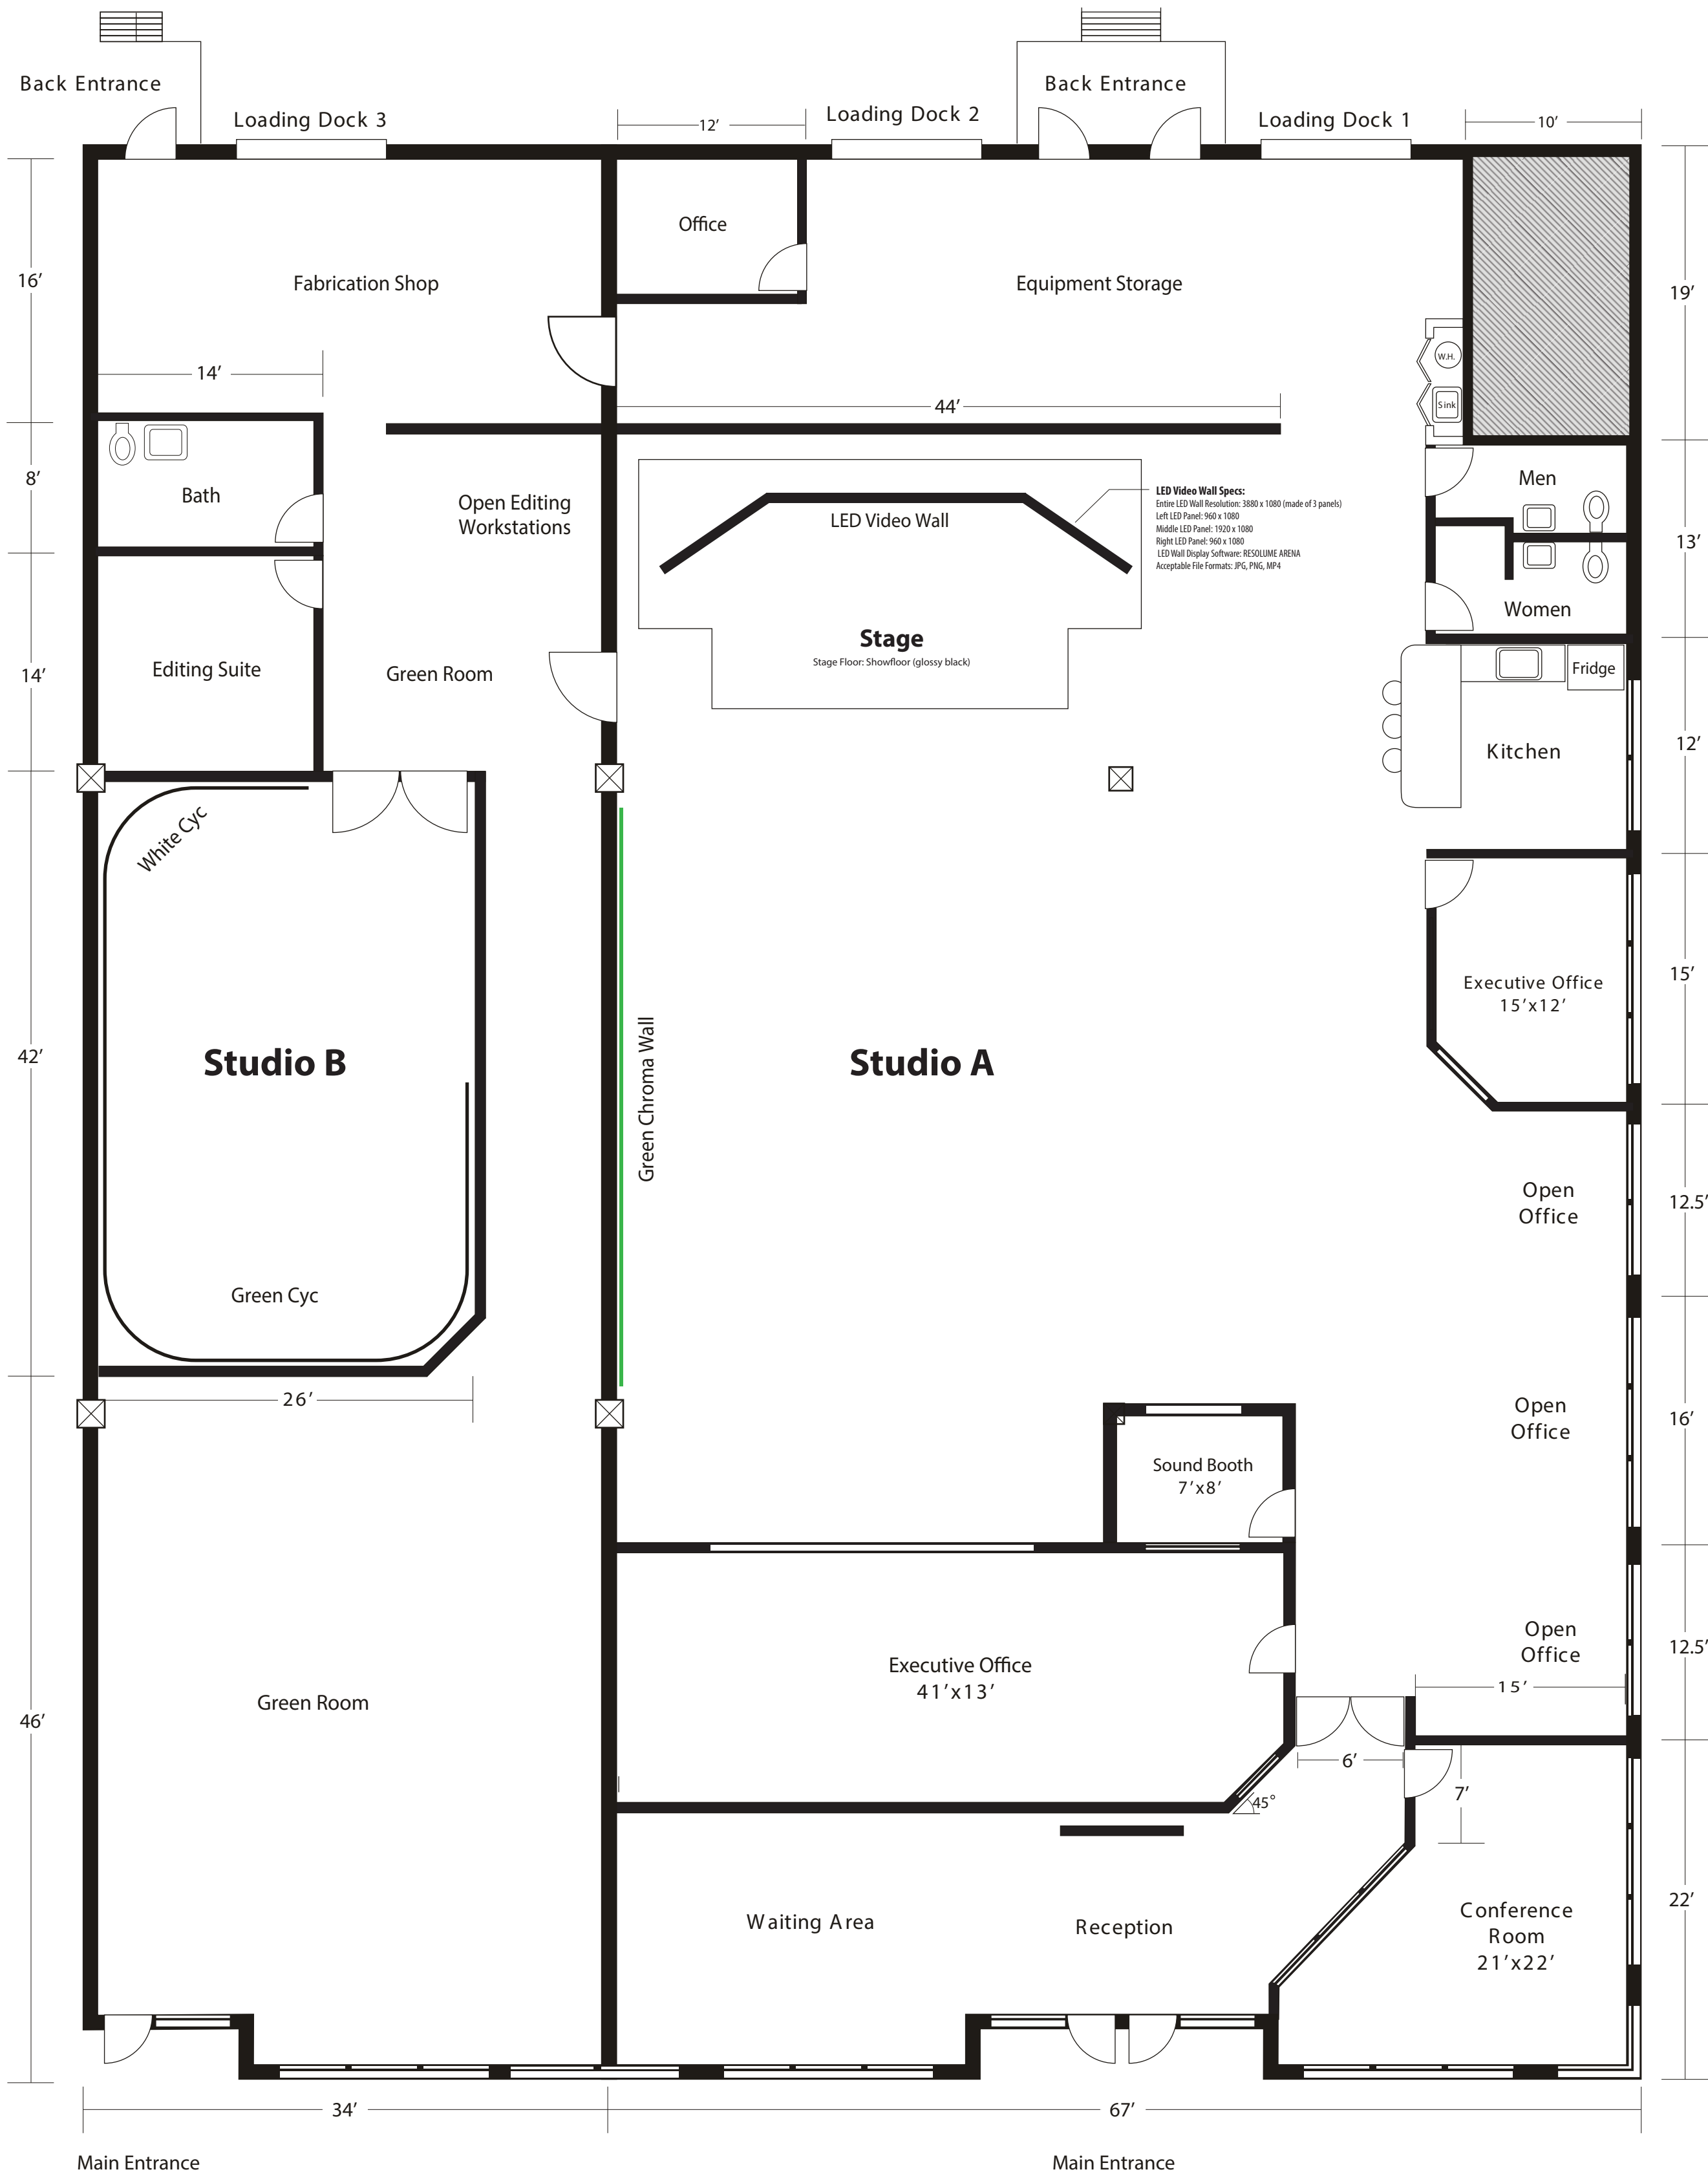 Back Entrance
Back Entrance
Loading Dock 3
12′
Loading Dock 2
Loading Dock 1
10′
16′
Office
Fabrication Shop
Equipment Storage
19′
W.H.
14′
44′
Sink
8′
Bath
Open Editing
Workstations
LED Video Wall
LED Video Wall Specs:
Entire LED Wall Resolution: 3880 x 1080 (made of 3 panels)
Left LED Panel: 960 x 1080
Middle LED Panel: 1920 x 1080
Right LED Panel: 960 x 1080
LED Wall Display Software: RESOLUME ARENA
Acceptable File Formats: JPG, PNG, MP4
Men
13′
Women
Stage
Stage Floor: Showfloor (glossy black)
14′
Editing Suite
Green Room
Fridge
Kitchen
12′
White Cyc
Executive Office
15′x12′
15′
42′
Studio B
Green Chroma Wall
Studio A
Open
Office
12.5′
Green Cyc
26′
Open
Office
16′
Sound Booth
7′x8′
Open
Office
12.5′
15′
Executive Office
41′x13′
Green Room
46′
6′
7′
45°
Waiting Area
Reception
Conference
Room
21′x22′
22′
34′
67′
Main Entrance
Main Entrance